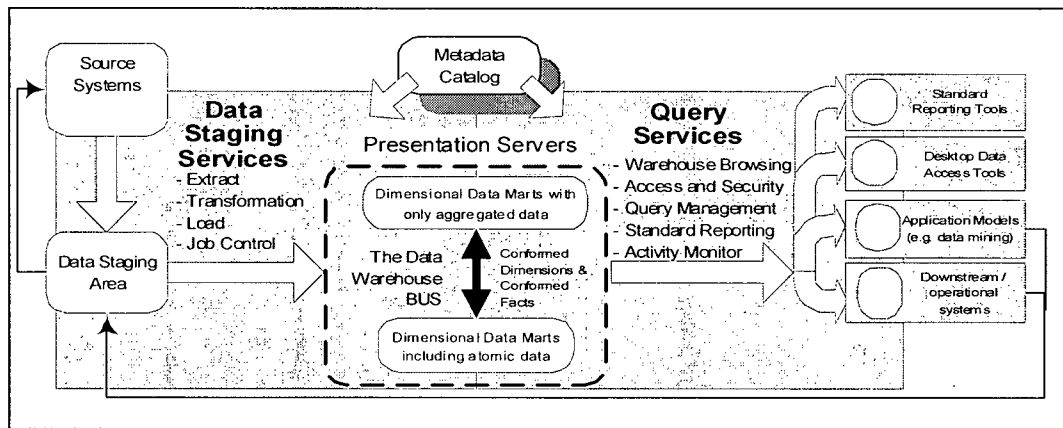 Source
Systems
Metadata
Catalog
Data
Staging
Services
- Extract
- Transformation
- Load
- Job Control
Data Staging
Area
Presentation Servers
Dimensional Data Marts with
only aggregated data
The Data
Warehouse
BUS
Conformed
Dimensions &
Conformed
Facts
Dimensional Data Marts
including atomic data
Query
Services
- Warehouse Browsing
- Access and Security
- Query Management
- Standard Reporting
- Activity Monitor
Standard
Reporting Tools
Desktop Data
Access Tools
Application Models
(e.g. data mining)
Downstream /
operational
systems